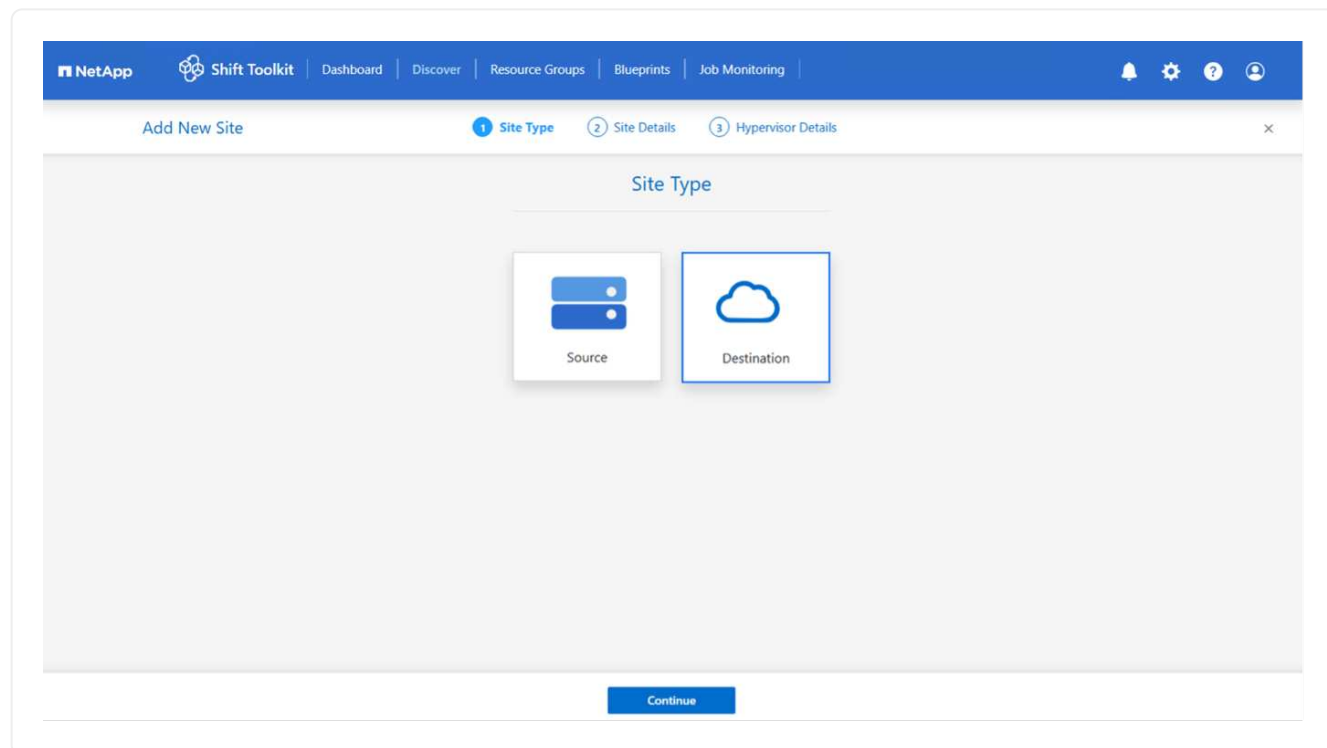 NetApp Shift Toolkit Dashboard Discover Resource Groups Blueprints Job Monitoring ?
Add New Site 1 Site Type 2 Site Details 3 Hypervisor Details ×
Site Type
Source Destination
Continue